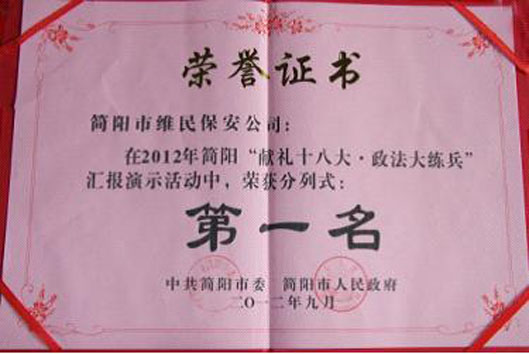 荣誉证书
简阳市维民保安公司：
在2012年简阳“献礼十八大·政法大练兵”
汇报演示活动中，荣获分列式：
第一名
中共简阳市委 简阳市人民政府
二〇一二年九月